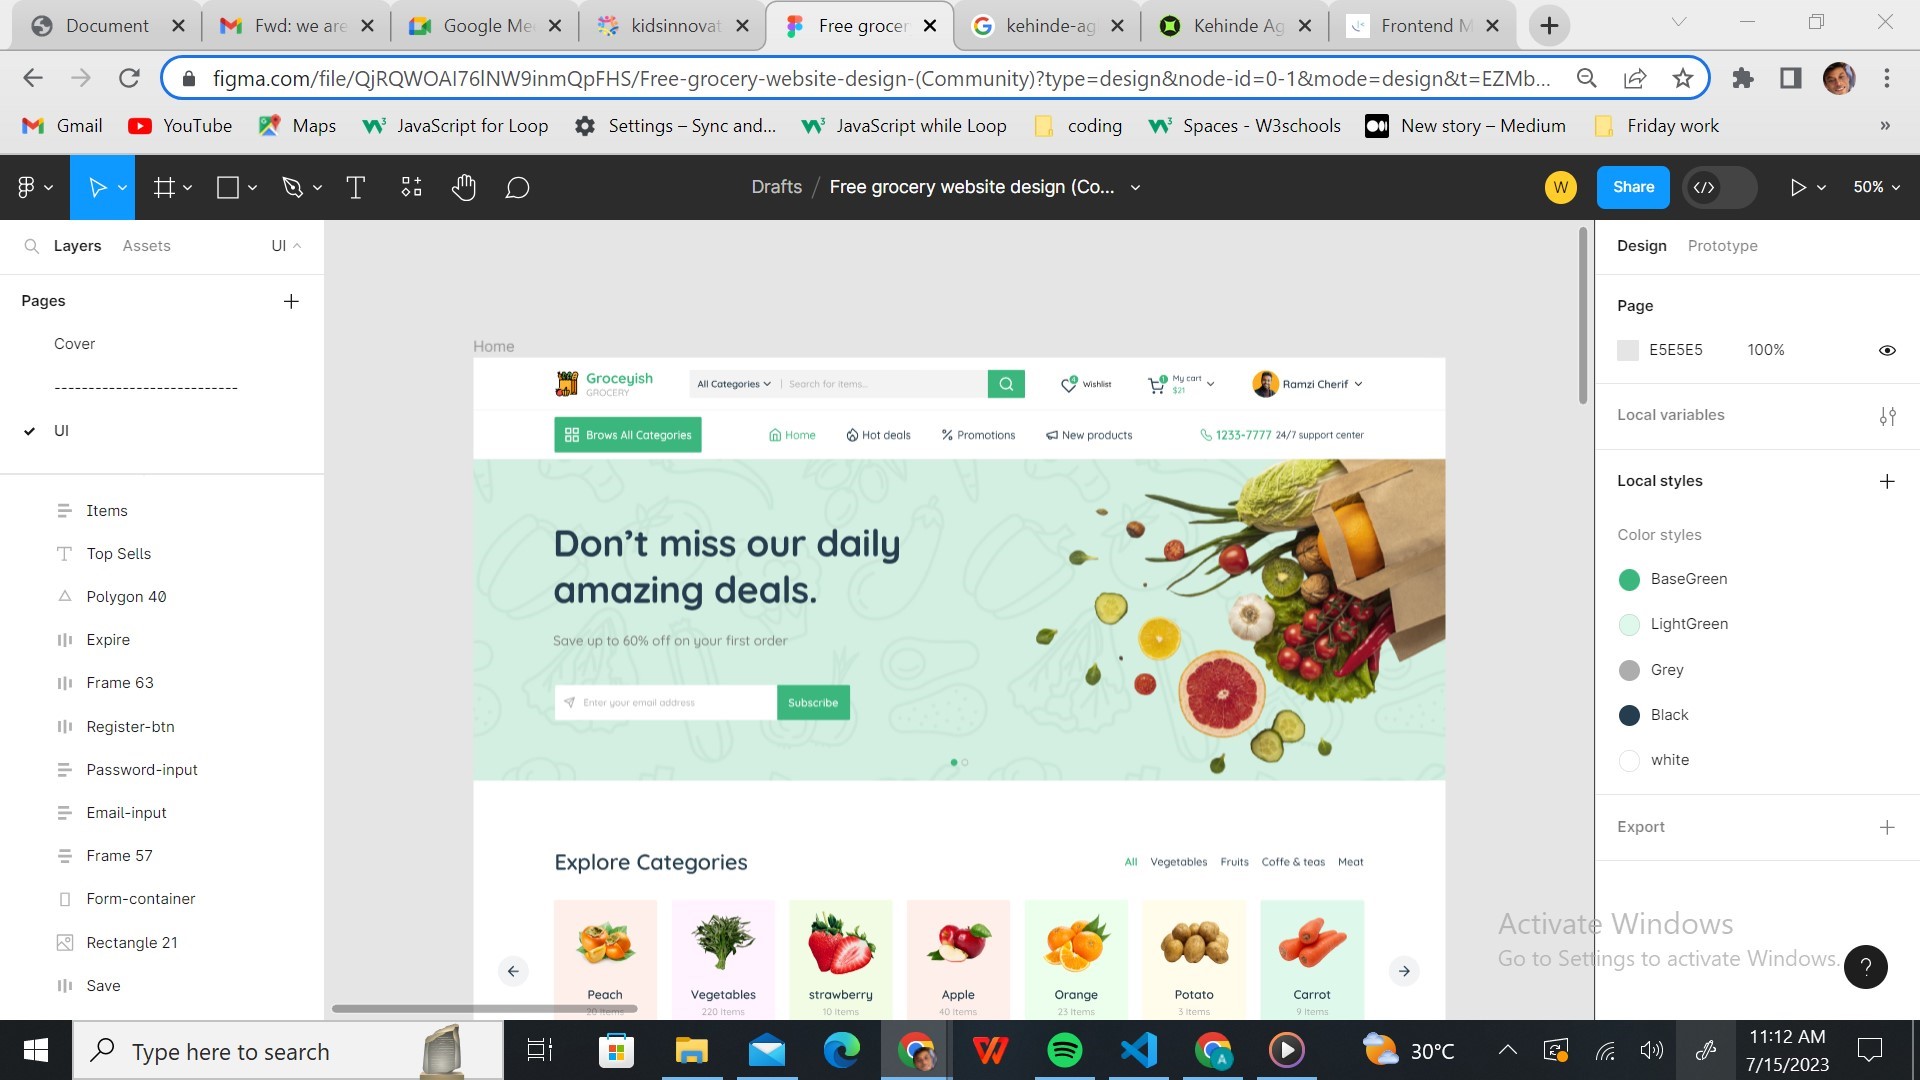 Document
Fwd: we are
Google Me
kidsinnovat
Free grocer
kehinde-ag
Kehinde Ag
Frontend M
figma.com/file/QjRQWOAI76lNW9inmQpFHS/Free-grocery-website-design-(Community)?type=design&node-id=0-1&mode=design&t=EZMb...
Gmail
YouTube
Maps
JavaScript for Loop
Settings – Sync and...
JavaScript while Loop
coding
Spaces - W3schools
New story – Medium
Friday work
»
Drafts / Free grocery website design (Co...
W
Share
50%
Layers
Assets
UI
Pages
Cover
---------------------------
UI
Items
Top Sells
Polygon 40
Expire
Frame 63
Register-btn
Password-input
Email-input
Frame 57
Form-container
Rectangle 21
Save
Home
Groceyish
GROCERY
All Categories
Search for items...
4
Wishlist
1
My cart
$21
Ramzi Cherif
Brows All Categories
Home
Hot deals
Promotions
New products
1233-7777 24/7 support center
Don't miss our daily
amazing deals.
Save up to 60% off on your first order
Enter your email address
Subscribe
Explore Categories
All
Vegetables
Fruits
Coffe & teas
Meat
Peach
20 Items
Vegetables
220 Items
strawberry
10 Items
Apple
40 Items
Orange
23 Items
Potato
3 Items
Carrot
9 Items
Design
Prototype
Page
E5E5E5
100%
Local variables
Local styles
Color styles
BaseGreen
LightGreen
Grey
Black
white
Export
Activate Windows
Go to Settings to activate Windows.
?
Type here to search
A
30°C
11:12 AM
7/15/2023